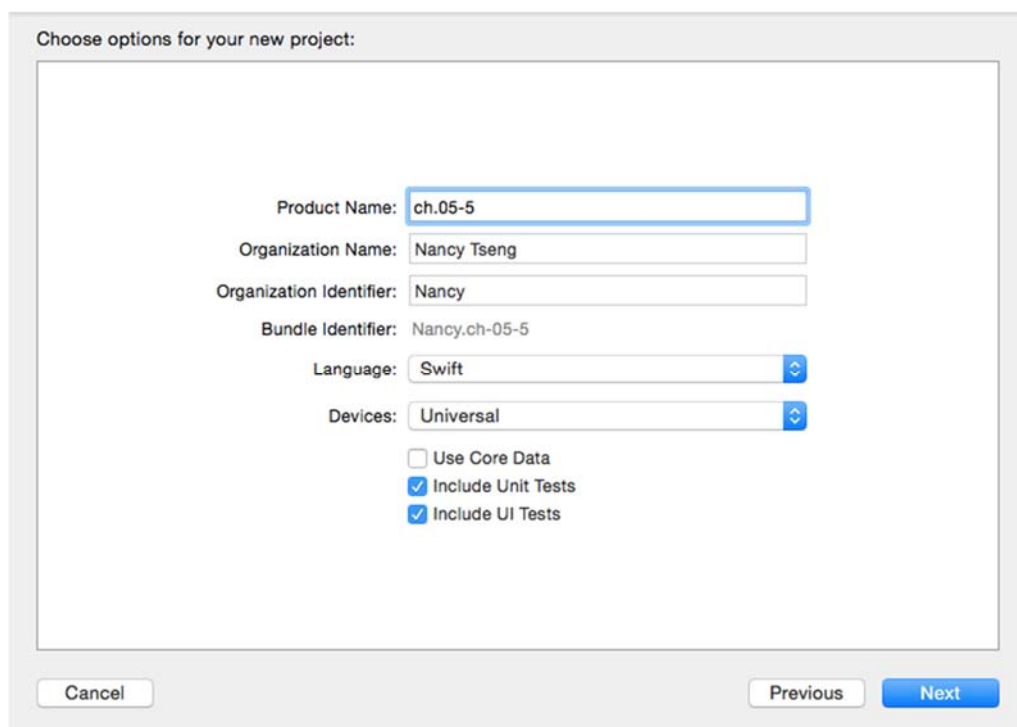 Choose options for your new project:
Product Name: ch.05-5
Organization Name: Nancy Tseng
Organization Identifier: Nancy
Bundle Identifier: Nancy.ch-05-5
Language: Swift
Devices: Universal
Use Core Data
Include Unit Tests
Include UI Tests
Cancel Previous Next